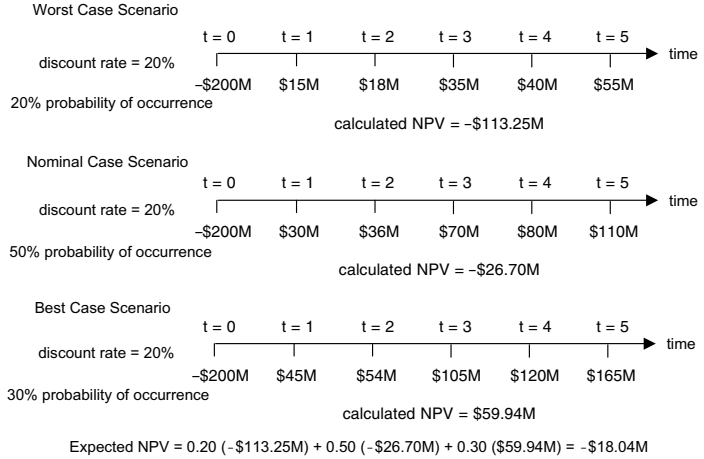 Worst Case Scenario
t = 0 t = 1 t = 2 t = 3 t = 4 t = 5
time
discount rate = 20%
–$200M $15M $18M $35M $40M $55M
20% probability of occurrence
calculated NPV = –$113.25M
Nominal Case Scenario
t = 0 t = 1 t = 2 t = 3 t = 4 t = 5
time
discount rate = 20%
–$200M $30M $36M $70M $80M $110M
50% probability of occurrence
calculated NPV = –$26.70M
Best Case Scenario
t = 0 t = 1 t = 2 t = 3 t = 4 t = 5
time
discount rate = 20%
–$200M $45M $54M $105M $120M $165M
30% probability of occurrence
calculated NPV = $59.94M
Expected NPV = 0.20 (–$113.25M) + 0.50 (–$26.70M) + 0.30 ($59.94M) = –$18.04M